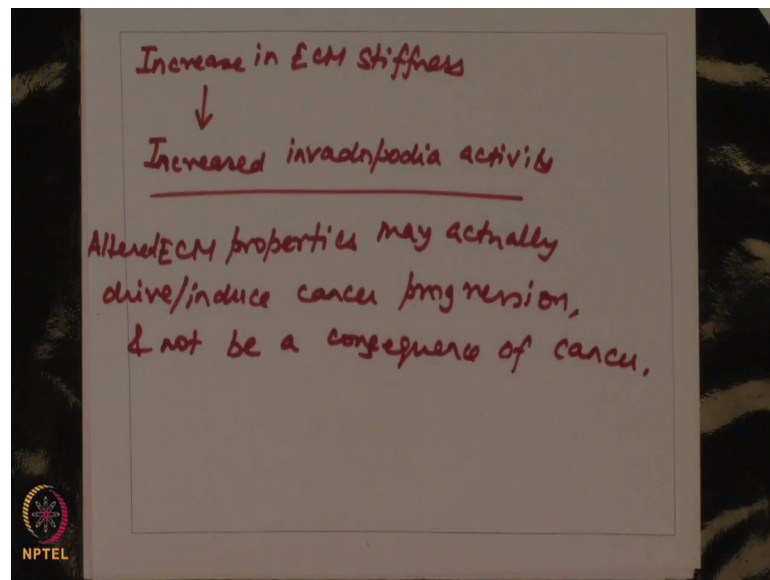 Increase in ECM stiffness
↓
Increased invadopodia activity
Altered ECM properties may actually
drive/induce cancer progression,
& not be a consequence of cancer.
NPTEL